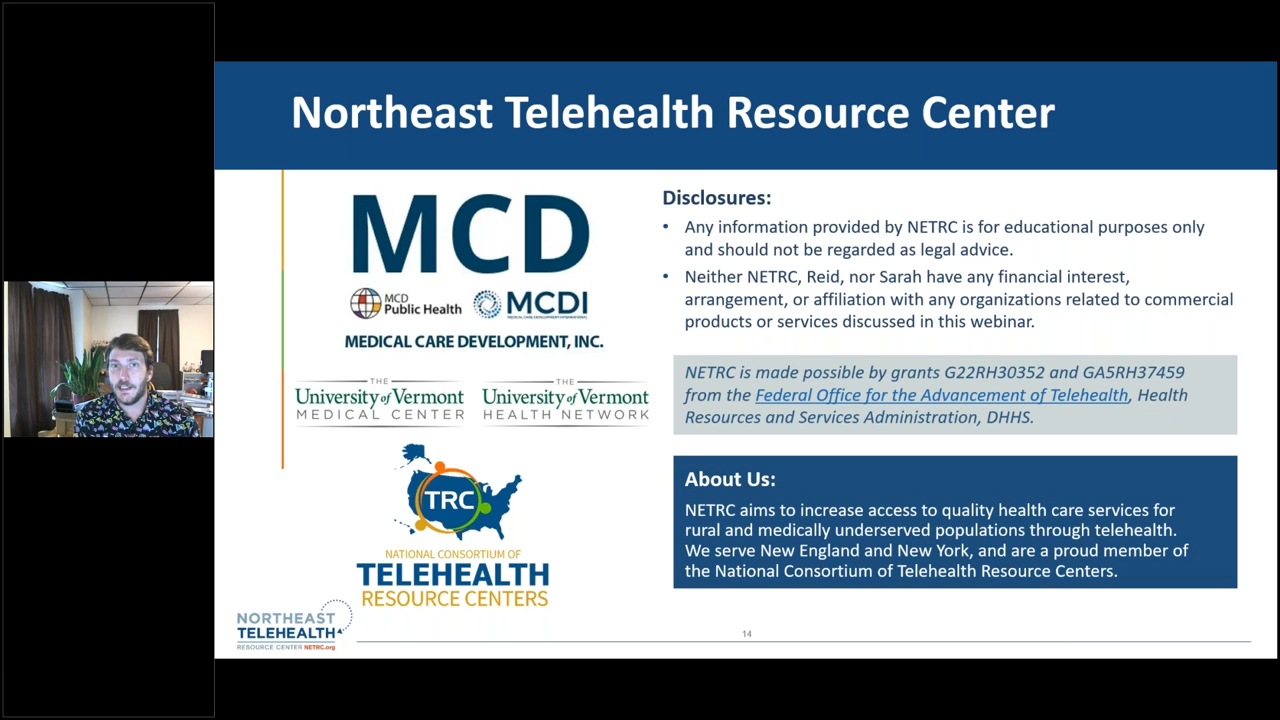 Northeast Telehealth Resource Center
MCD
MCD
Public Health
MCDI
MEDICAL CARE DEVELOPMENT INTERNATIONAL
MEDICAL CARE DEVELOPMENT, INC.
THE
University of Vermont
MEDICAL CENTER
THE
University of Vermont
HEALTH NETWORK
TRC
NATIONAL CONSORTIUM OF
TELEHEALTH
RESOURCE CENTERS
Disclosures:
• Any information provided by NETRC is for educational purposes only
and should not be regarded as legal advice.
• Neither NETRC, Reid, nor Sarah have any financial interest,
arrangement, or affiliation with any organizations related to commercial
products or services discussed in this webinar.
NETRC is made possible by grants G22RH30352 and GA5RH37459
from the Federal Office for the Advancement of Telehealth, Health
Resources and Services Administration, DHHS.
About Us:
NETRC aims to increase access to quality health care services for
rural and medically underserved populations through telehealth.
We serve New England and New York, and are a proud member of
the National Consortium of Telehealth Resource Centers.
NORTHEAST
TELEHEALTH
RESOURCE CENTER NETRC.org
14